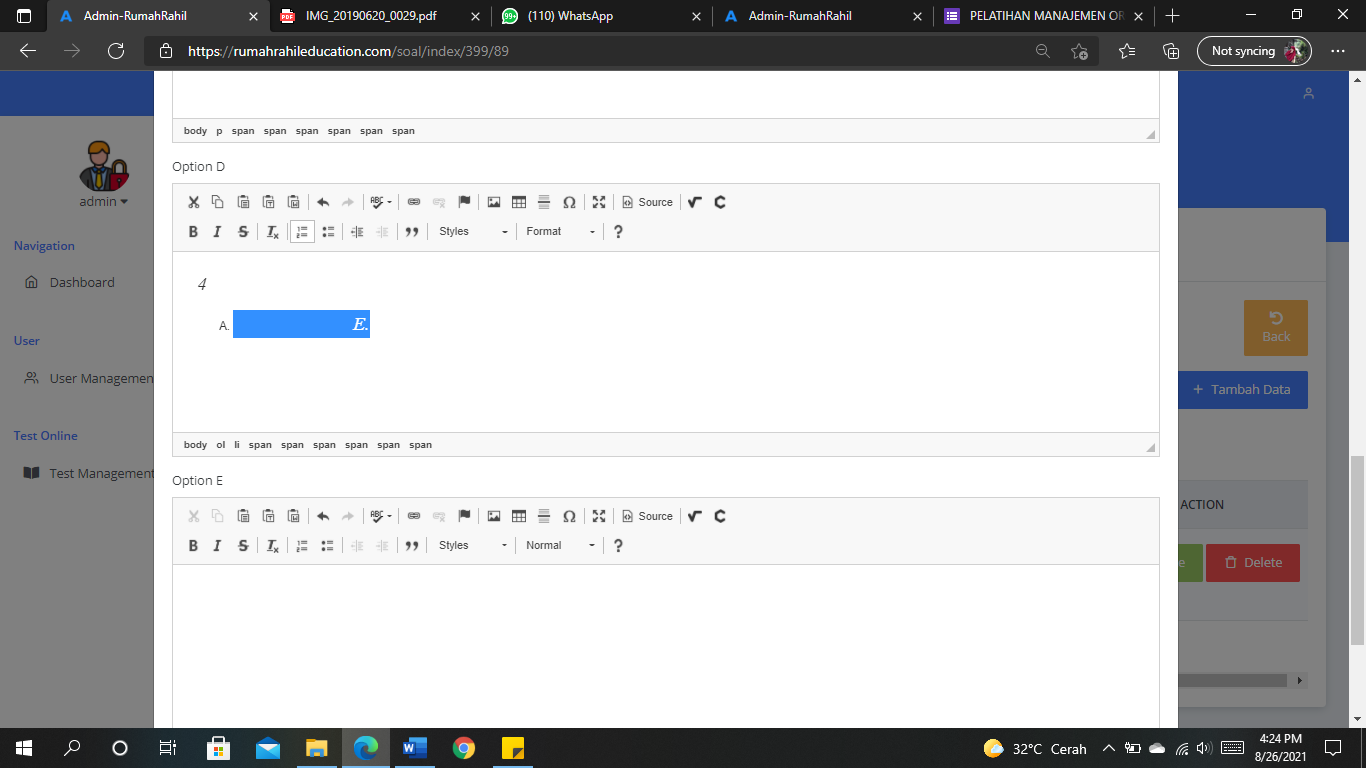 Admin-RumahRahil
IMG_20190620_0029.pdf
(110) WhatsApp
Admin-RumahRahil
PELATIHAN MANAJEMEN OR
https://rumahrahileducation.com/soal/index/399/89
Not syncing
body p span span span span span span
Option D
admin
Source
Styles
Format
Navigation
Dashboard
4
A. E.
Back
User
User Managemen
Tambah Data
Test Online
body ol li span span span span span span
Test Management
Option E
ACTION
Source
Styles
Normal
e
Delete
32°C Cerah
4:24 PM
8/26/2021